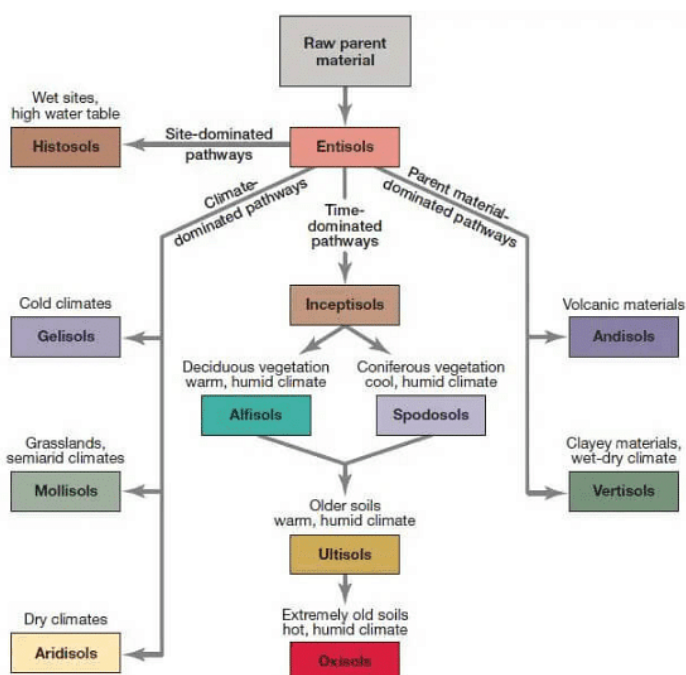 Raw parent
material
Wet sites,
high water table
Histosols
Site-dominated
pathways
Entisols
Climate-
dominated pathways
Time-
dominated
pathways
Parent material-
dominated pathways
Cold climates
Gelisols
Inceptisols
Volcanic materials
Andisols
Deciduous vegetation
warm, humid climate
Alfisols
Coniferous vegetation
cool, humid climate
Spodosols
Grasslands,
semiarid climates
Mollisols
Clayey materials,
wet-dry climate
Vertisols
Older soils
warm, humid climate
Ultisols
Dry climates
Aridisols
Extremely old soils
hot, humid climate
Oxisols